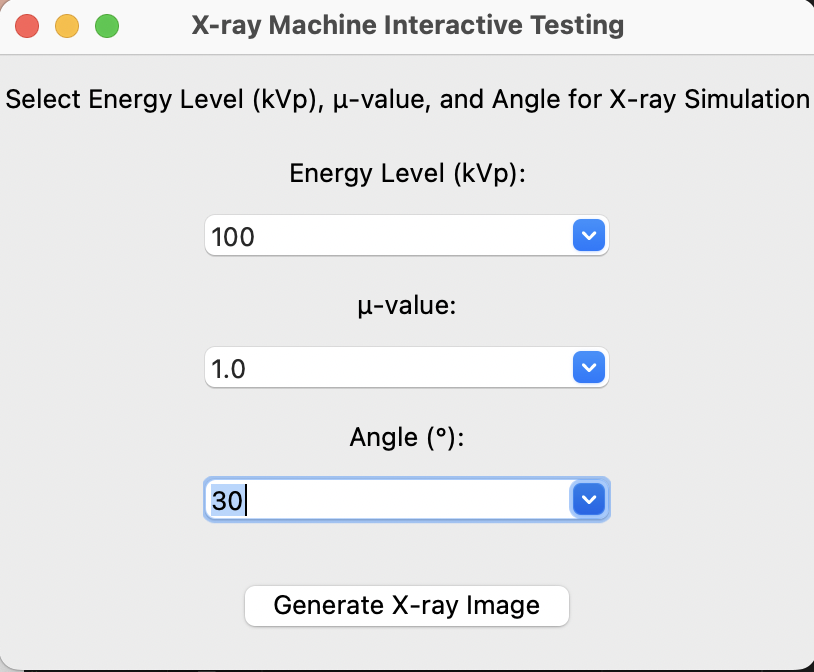 X-ray Machine Interactive Testing
Select Energy Level (kVp), μ-value, and Angle for X-ray Simulation
Energy Level (kVp):
100
μ-value:
1.0
Angle (°):
30
Generate X-ray Image